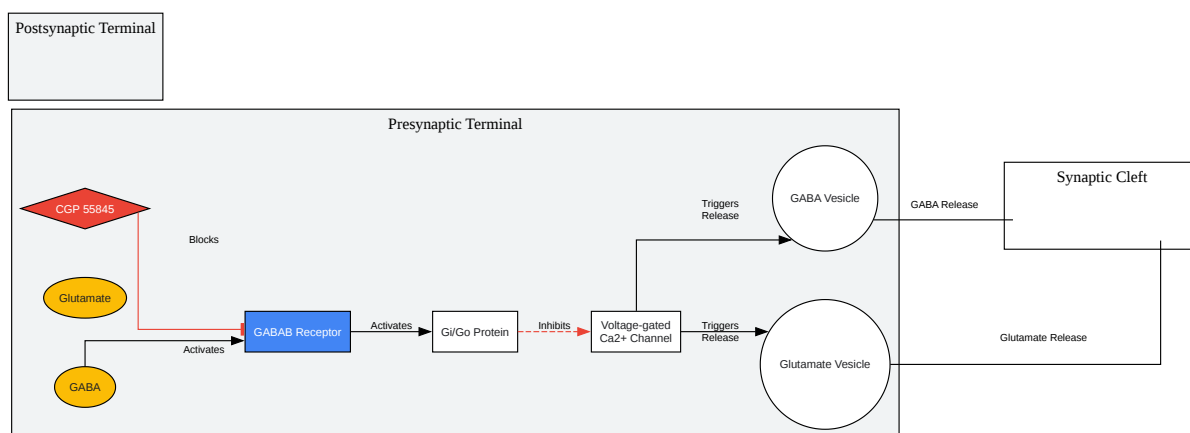 Postsynaptic Terminal
Presynaptic Terminal
CGP 55845
Blocks
Glutamate
GABA
Activates
GABAB Receptor
Activates
Gi/Go Protein
Inhibits
Voltage-gated
Ca2+ Channel
Triggers
Release
Triggers
Release
GABA Vesicle
Glutamate Vesicle
GABA Release
Synaptic Cleft
Glutamate Release